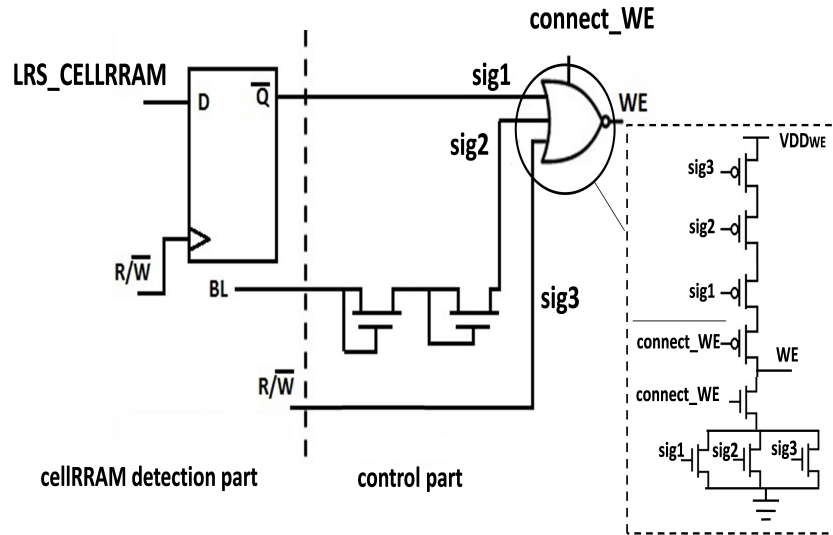 connect_WE
LRS_CELLRRAM
D
Q̅
sig1
WE
sig2
VDDWE
sig3
sig2
sig1
R/W̅
BL
sig3
connect_WE
WE
connect_WE
R/W̅
sig1
sig2
sig3
cellRRAM detection part
control part